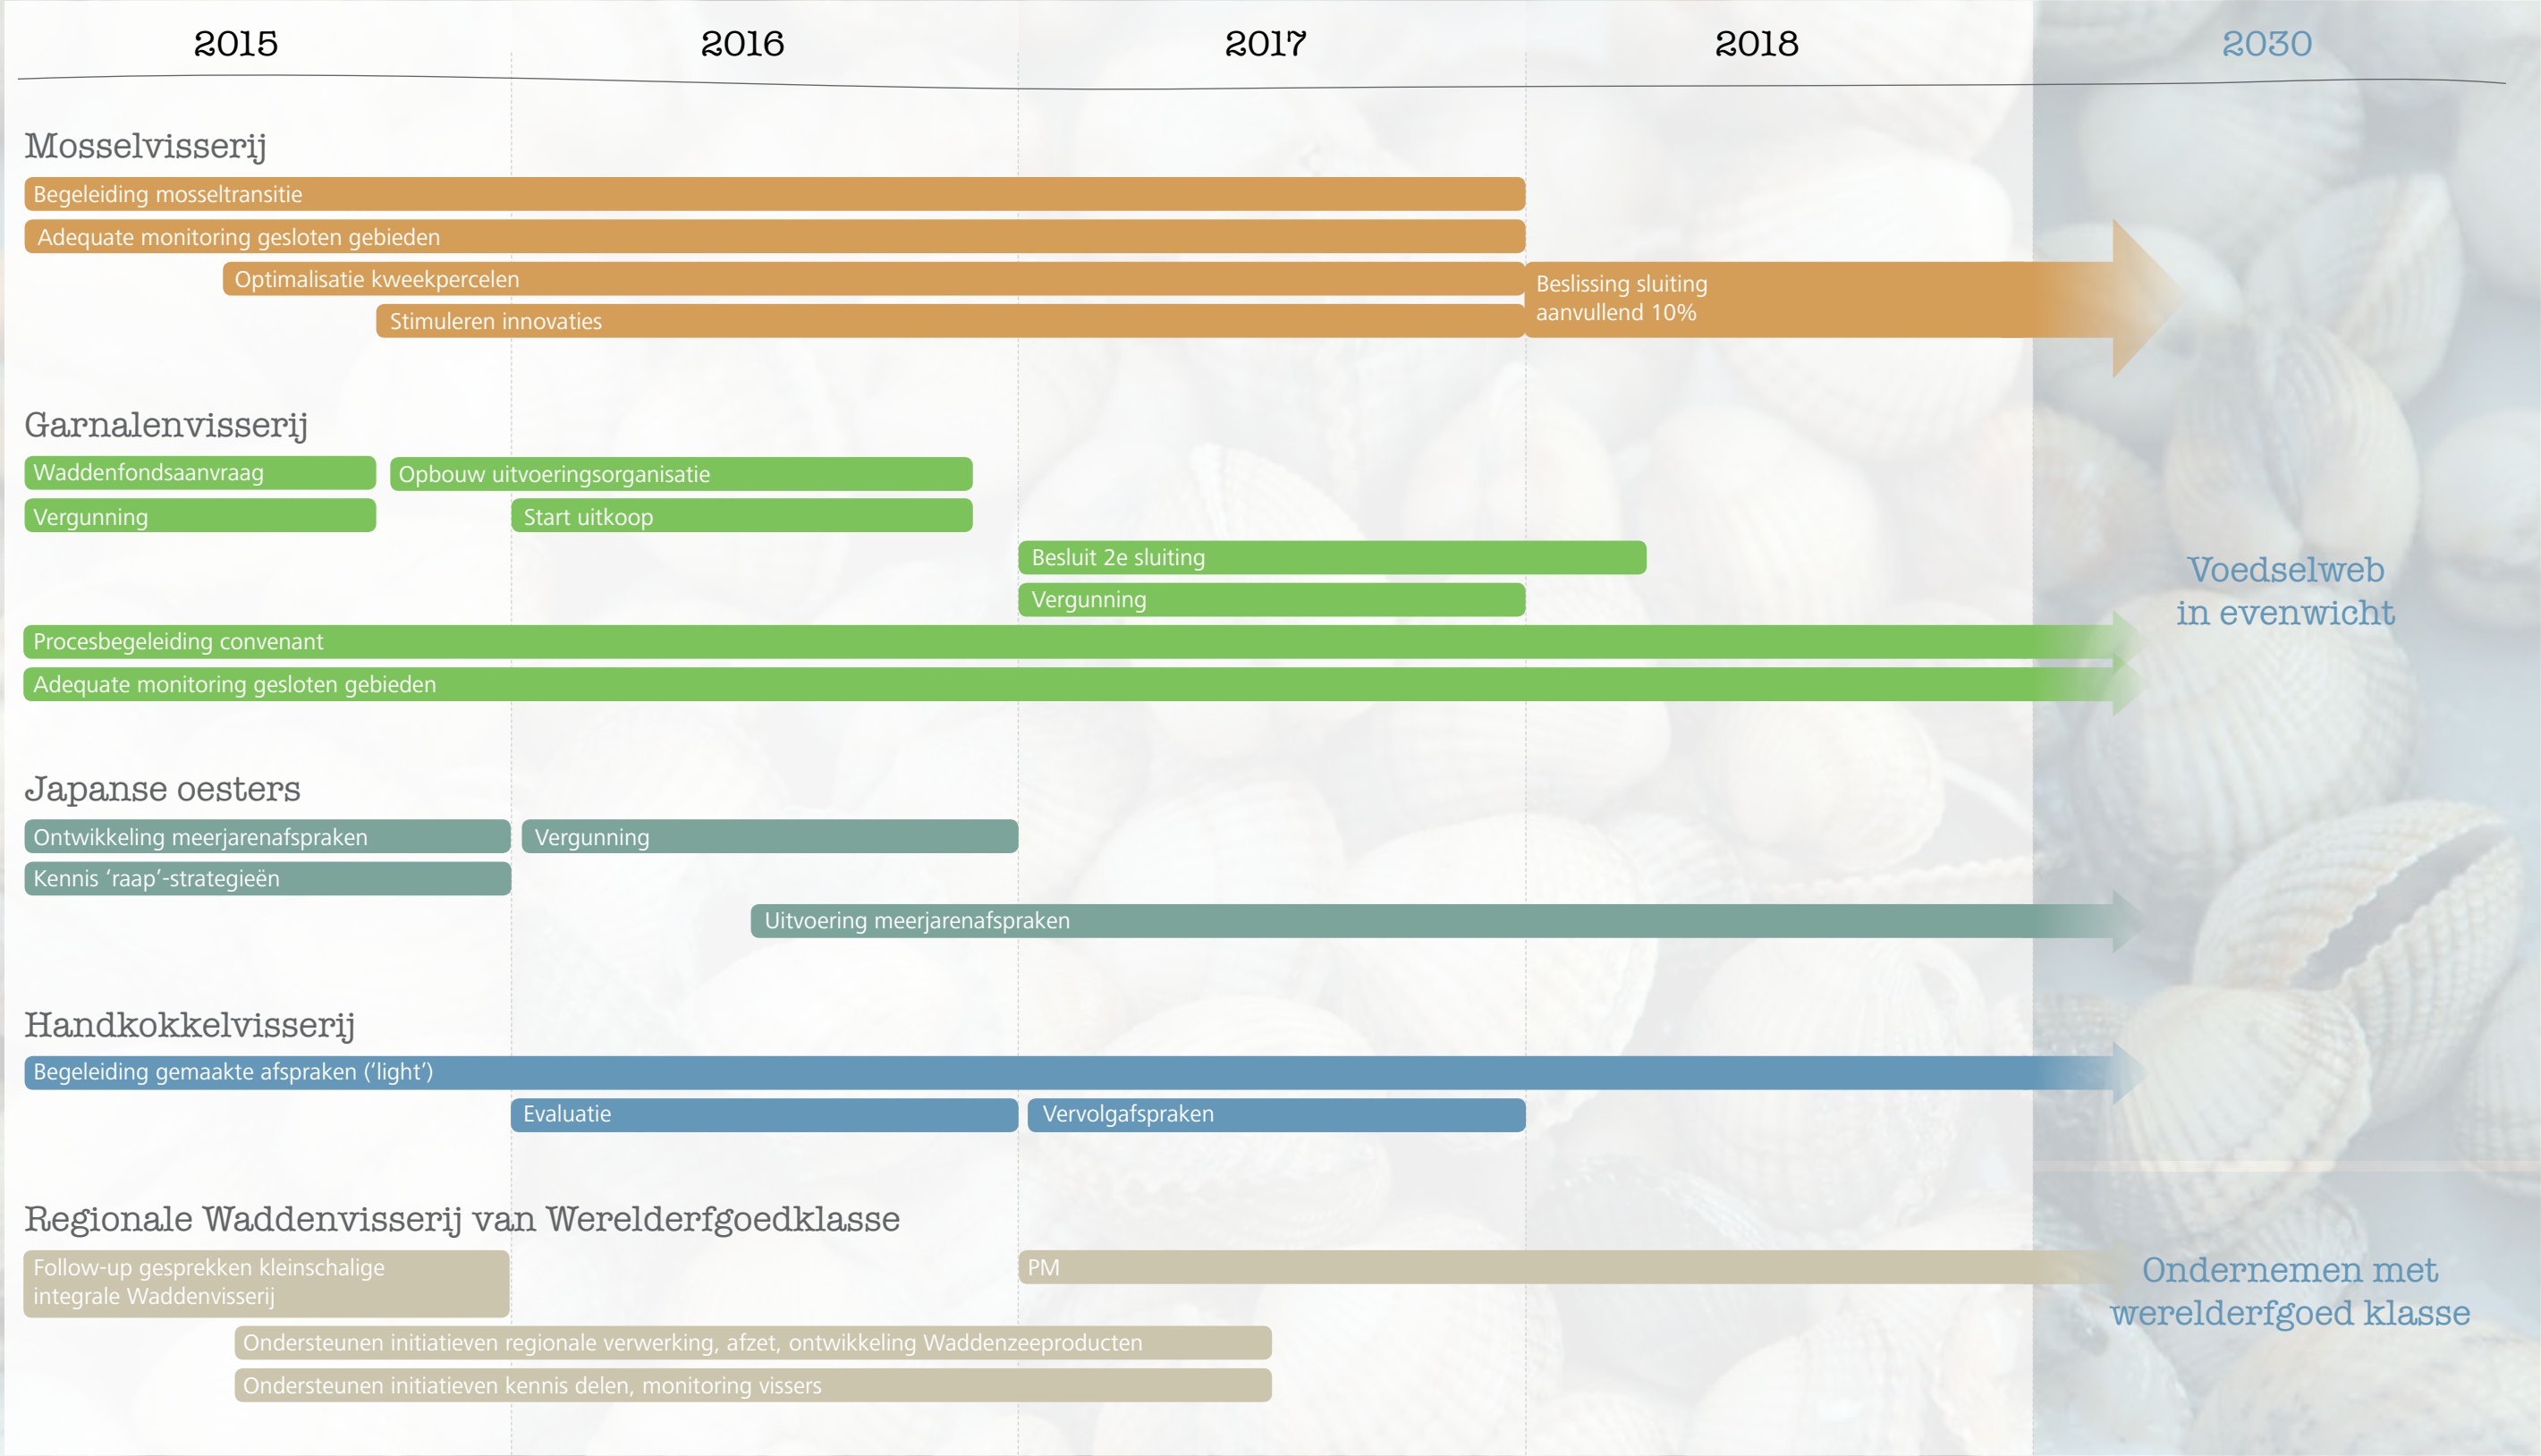 2015 2016 2017 2018 2030
Mosselvisserij
Begeleiding mosseltransitie
Adequate monitoring gesloten gebieden
Optimalisatie kweekpercelen
Beslissing sluiting
aanvullend 10%
Stimuleren innovaties
Garnalenvisserij
Waddenfondsaanvraag
Opbouw uitvoeringsorganisatie
Vergunning
Start uitkoop
Besluit 2e sluiting
Vergunning
Procesbegeleiding convenant
Adequate monitoring gesloten gebieden
Voedselweb
in evenwicht
Japanse oesters
Ontwikkeling meerjarenafspraken
Vergunning
Kennis ‘raap’-strategieën
Uitvoering meerjarenafspraken
Handkokkelvisserij
Begeleiding gemaakte afspraken (‘light’)
Evaluatie
Vervolgafspraken
Regionale Waddenvisserij van Werelderfgoedklasse
Follow-up gesprekken kleinschalige
integrale Waddenvisserij
PM
Ondernemen met
werelderfgoed klasse
Ondersteunen initiatieven regionale verwerking, afzet, ontwikkeling Waddenzeeproducten
Ondersteunen initiatieven kennis delen, monitoring vissers